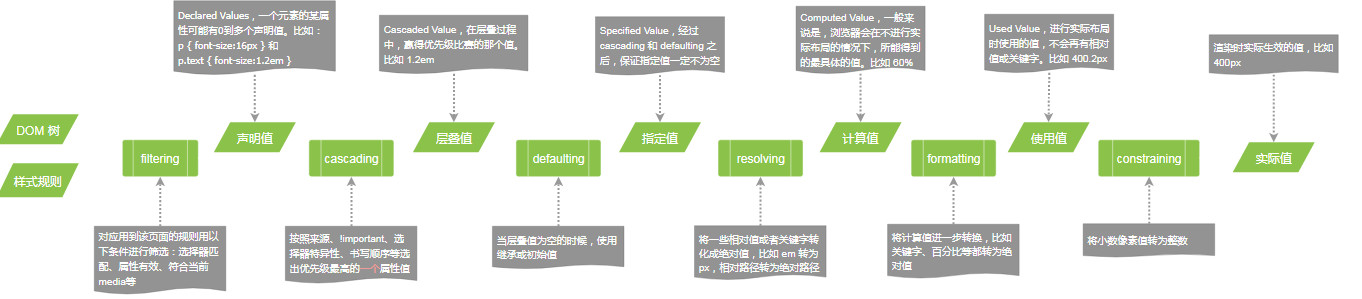 Declared Values，一个元素的某属
性可能有0到多个声明值。比如：
p { font-size:16px } 和
p.text { font-size:1.2em }
Cascaded Value，在层叠过程
中，赢得优先级比赛的那个值。
比如 1.2em
Specified Value，经过
cascading 和 defaulting 之
后，保证指定值一定不为空
Computed Value，一般来
说是，浏览器会在不进行实
际布局的情况下，所能得到
的最具体的值。比如 60%
Used Value，进行实际布局
时使用的值，不会再有相对
值或关键字。比如 400.2px
渲染时实际生效的值，比如
400px
DOM 树
样式规则
filtering
声明值
cascading
层叠值
defaulting
指定值
resolving
计算值
formatting
使用值
constraining
实际值
对应用到该页面的规则用以
下条件进行筛选：选择器匹
配、属性有效、符合当前
media等
按照来源、!important、选
择器特异性、书写顺序等选
出优先级最高的一个属性值
当层叠值为空的时候，使用
继承或初始值
将一些相对值或者关键字转
化成绝对值，比如 em 转为
px，相对路径转为绝对路径
将计算值进一步转换，比如
关键字、百分比等都转为绝
对值
将小数像素值转为整数